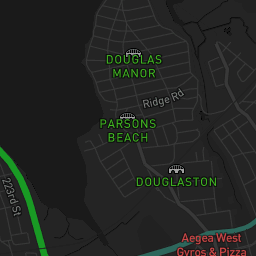 DOUGLAS
MANOR
Ridge Rd
PARSONS
BEACH
DOUGLASTON
223rd St
Aegea West
Gyros & Pizza